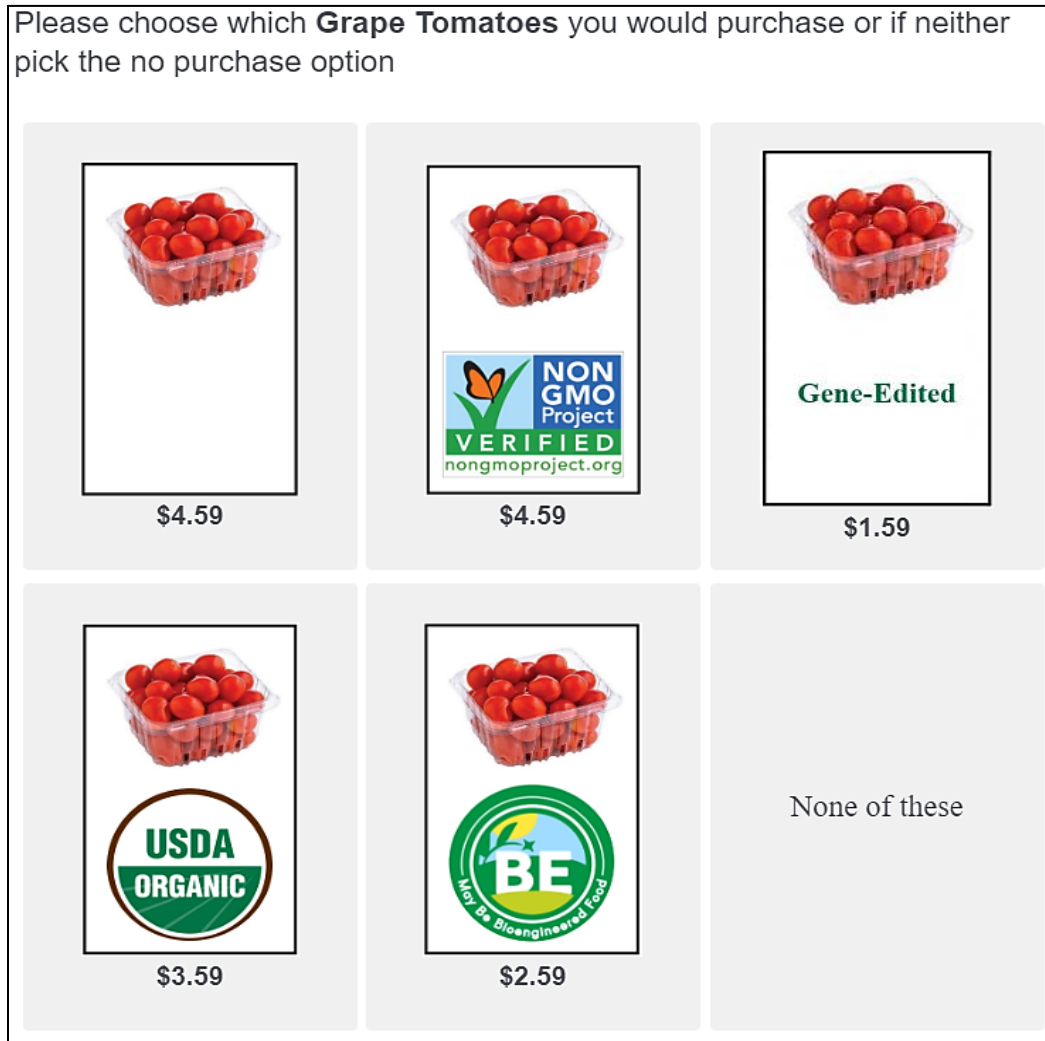 Please choose which Grape Tomatoes you would purchase or if neither
pick the no purchase option
$4.59
NON
GMO
Project
VERIFIED
nongmoproject.org
$4.59
Gene-Edited
$1.59
USDA
ORGANIC
$3.59
BE
May Be Bioengineered Food
$2.59
None of these